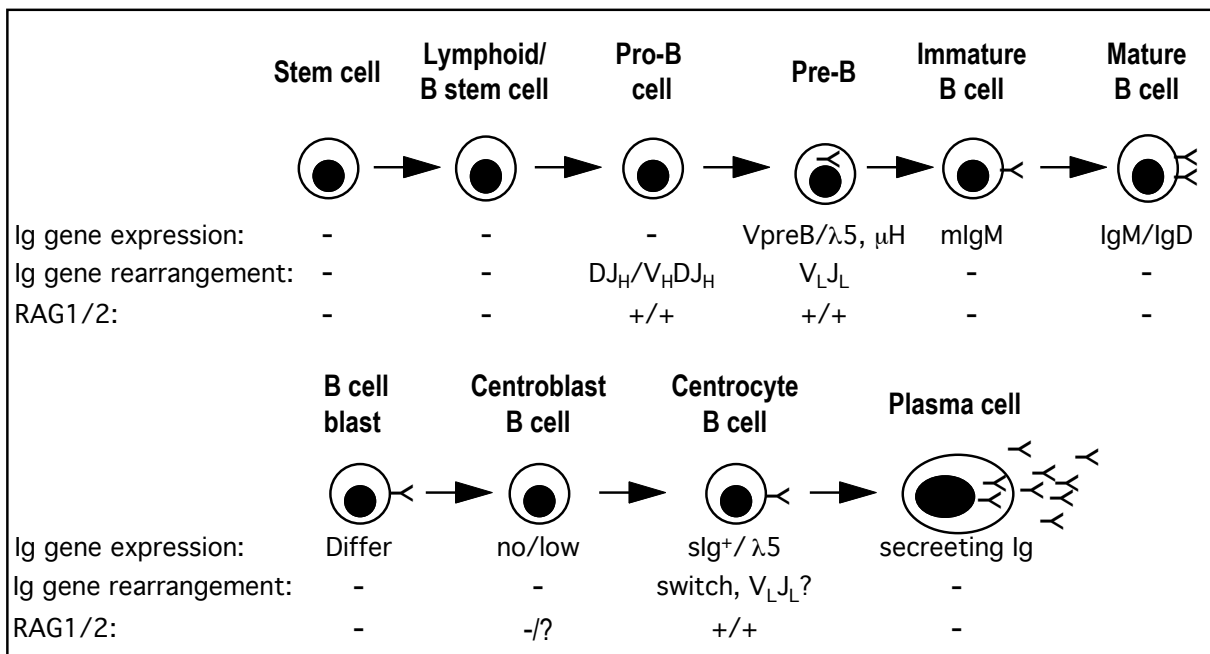 Stem cell Lymphoid/ B stem cell Pro-B cell Pre-B Immature B cell Mature B cell
Ig gene expression: - - - VpreB/λ5, μH mIgM IgM/IgD
Ig gene rearrangement: - - DJH/VHDJH VLJL - -
RAG1/2: - - +/+ +/+ - -
B cell blast Centroblast B cell Centrocyte B cell Plasma cell
Ig gene expression: Differ no/low sIg⁺/ λ5 secreeting Ig
Ig gene rearrangement: - - switch, VLJL? -
RAG1/2: - -/? +/+ -